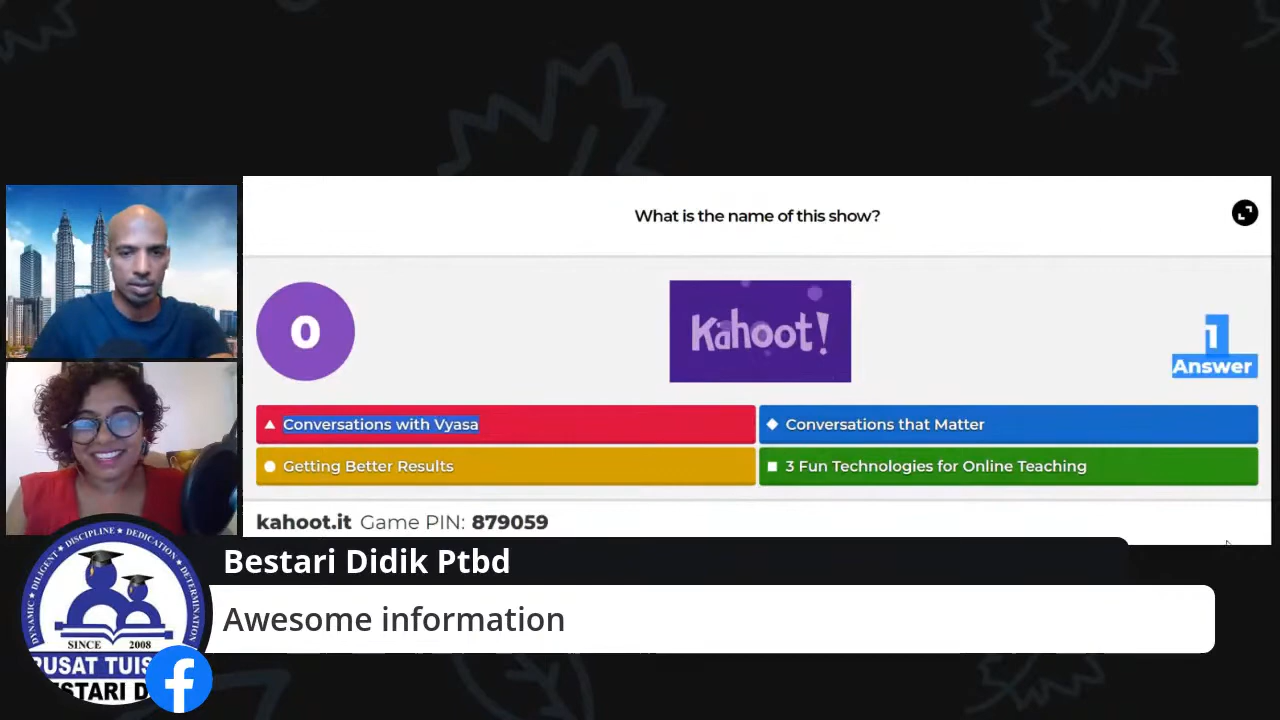 What is the name of this show?
0
Kahoot!
1
Answer
Conversations with Vyasa
Conversations that Matter
Getting Better Results
3 Fun Technologies for Online Teaching
kahoot.it Game PIN: 879059
Bestari Didik Ptbd
Awesome information
DYNAMIC ★ DILIGENT ★ DISCIPLINE ★ DEDICATION ★ DETERMINATION
SINCE 2008
PUSAT TUIS
STARI D